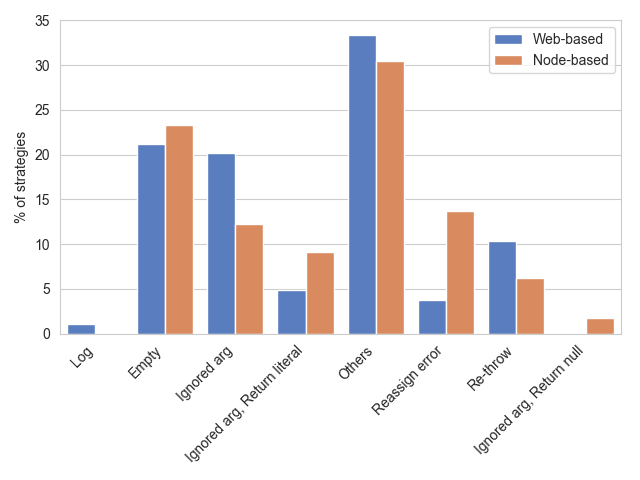 35
30
25
20
15
10
5
0
% of strategies
Web-based
Node-based
Log
Empty
Ignored arg
Ignored arg, Return literal
Others
Reassign error
Re-throw
Ignored arg, Return null